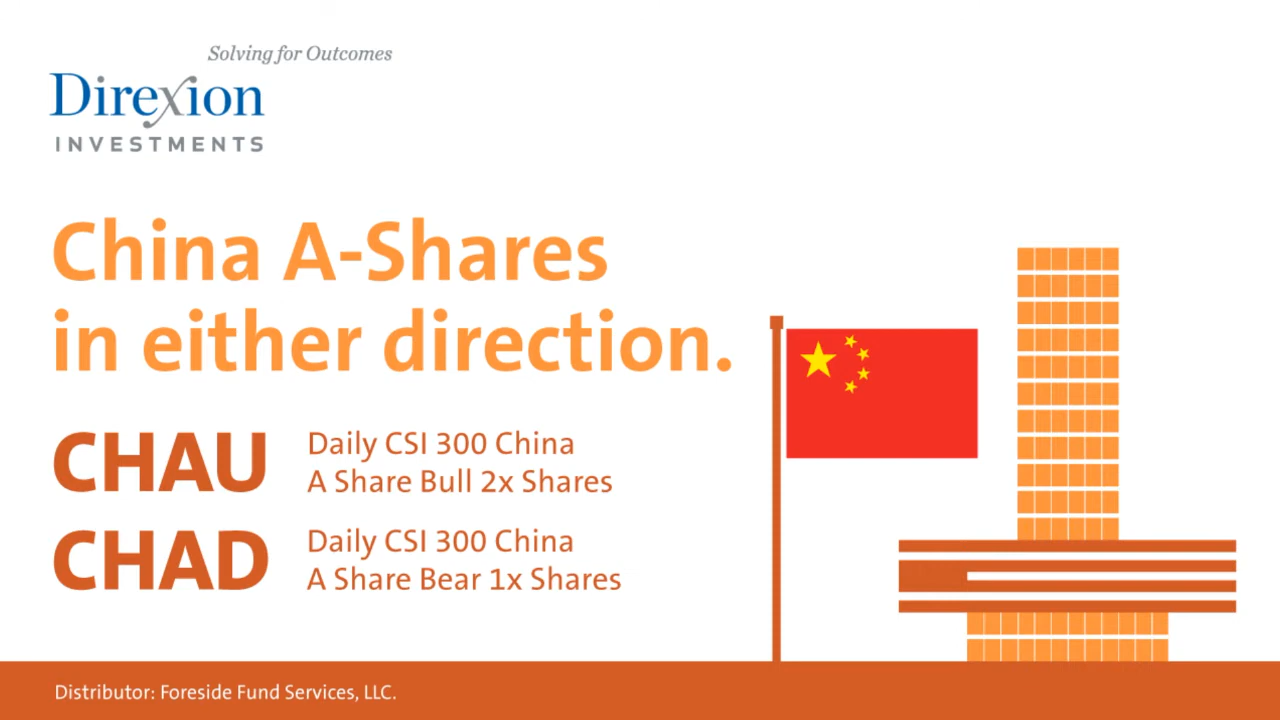 Solving for Outcomes
Direxion
INVESTMENTS
China A-Shares
in either direction.
CHAU
Daily CSI 300 China
A Share Bull 2x Shares
CHAD
Daily CSI 300 China
A Share Bear 1x Shares
Distributor: Foreside Fund Services, LLC.